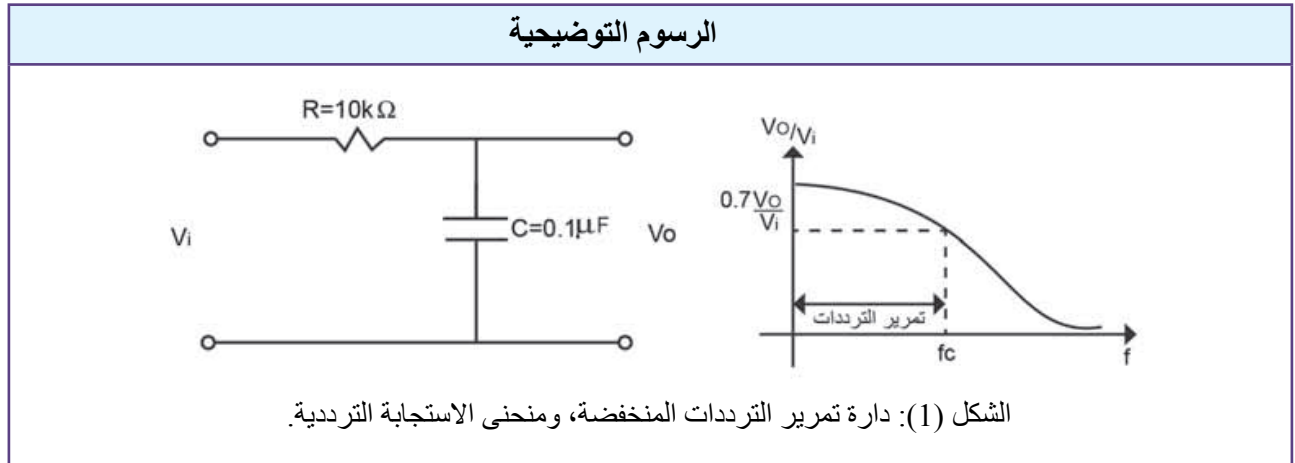 الرسوم التوضيحية
R=10kΩ
C=0.1μF
Vi
Vo
VO/Vi
0.7VO/Vi
تمرير الترددات
fc
f
الشكل (1): دارة تمرير الترددات المنخفضة، ومنحنى الاستجابة الترددية.